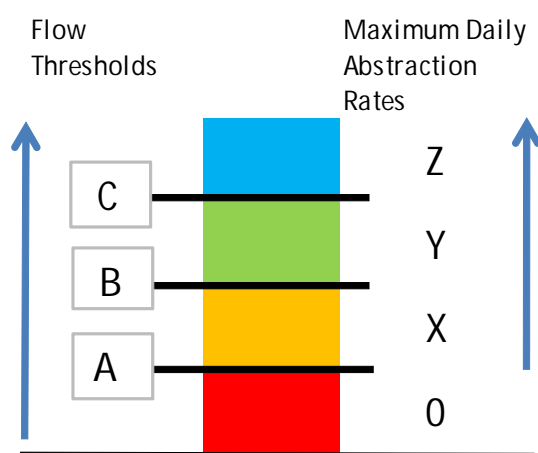 Flow
Thresholds
Maximum Daily
Abstraction
Rates
Z
C
Y
B
X
A
0